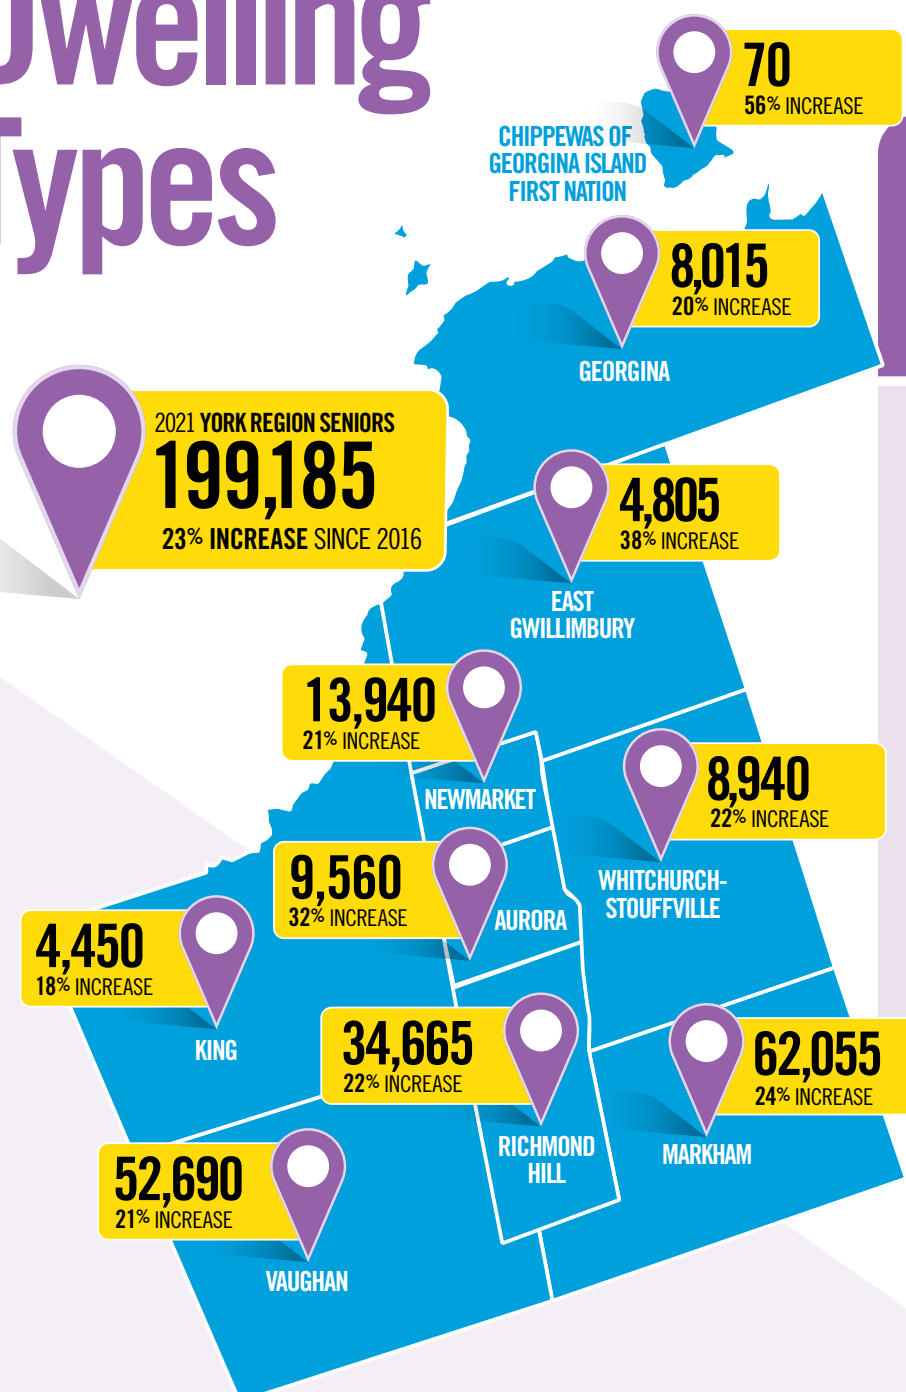 Dwelling
Types
70
56% INCREASE
CHIPPEWAS OF
GEORGINA ISLAND
FIRST NATION
8,015
20% INCREASE
GEORGINA
2021 YORK REGION SENIORS
199,185
23% INCREASE SINCE 2016
4,805
38% INCREASE
EAST
GWILLIMBURY
13,940
21% INCREASE
NEWMARKET
8,940
22% INCREASE
WHITCHURCH-
STOUFFVILLE
9,560
32% INCREASE
AURORA
4,450
18% INCREASE
KING
34,665
22% INCREASE
RICHMOND
HILL
62,055
24% INCREASE
MARKHAM
52,690
21% INCREASE
VAUGHAN